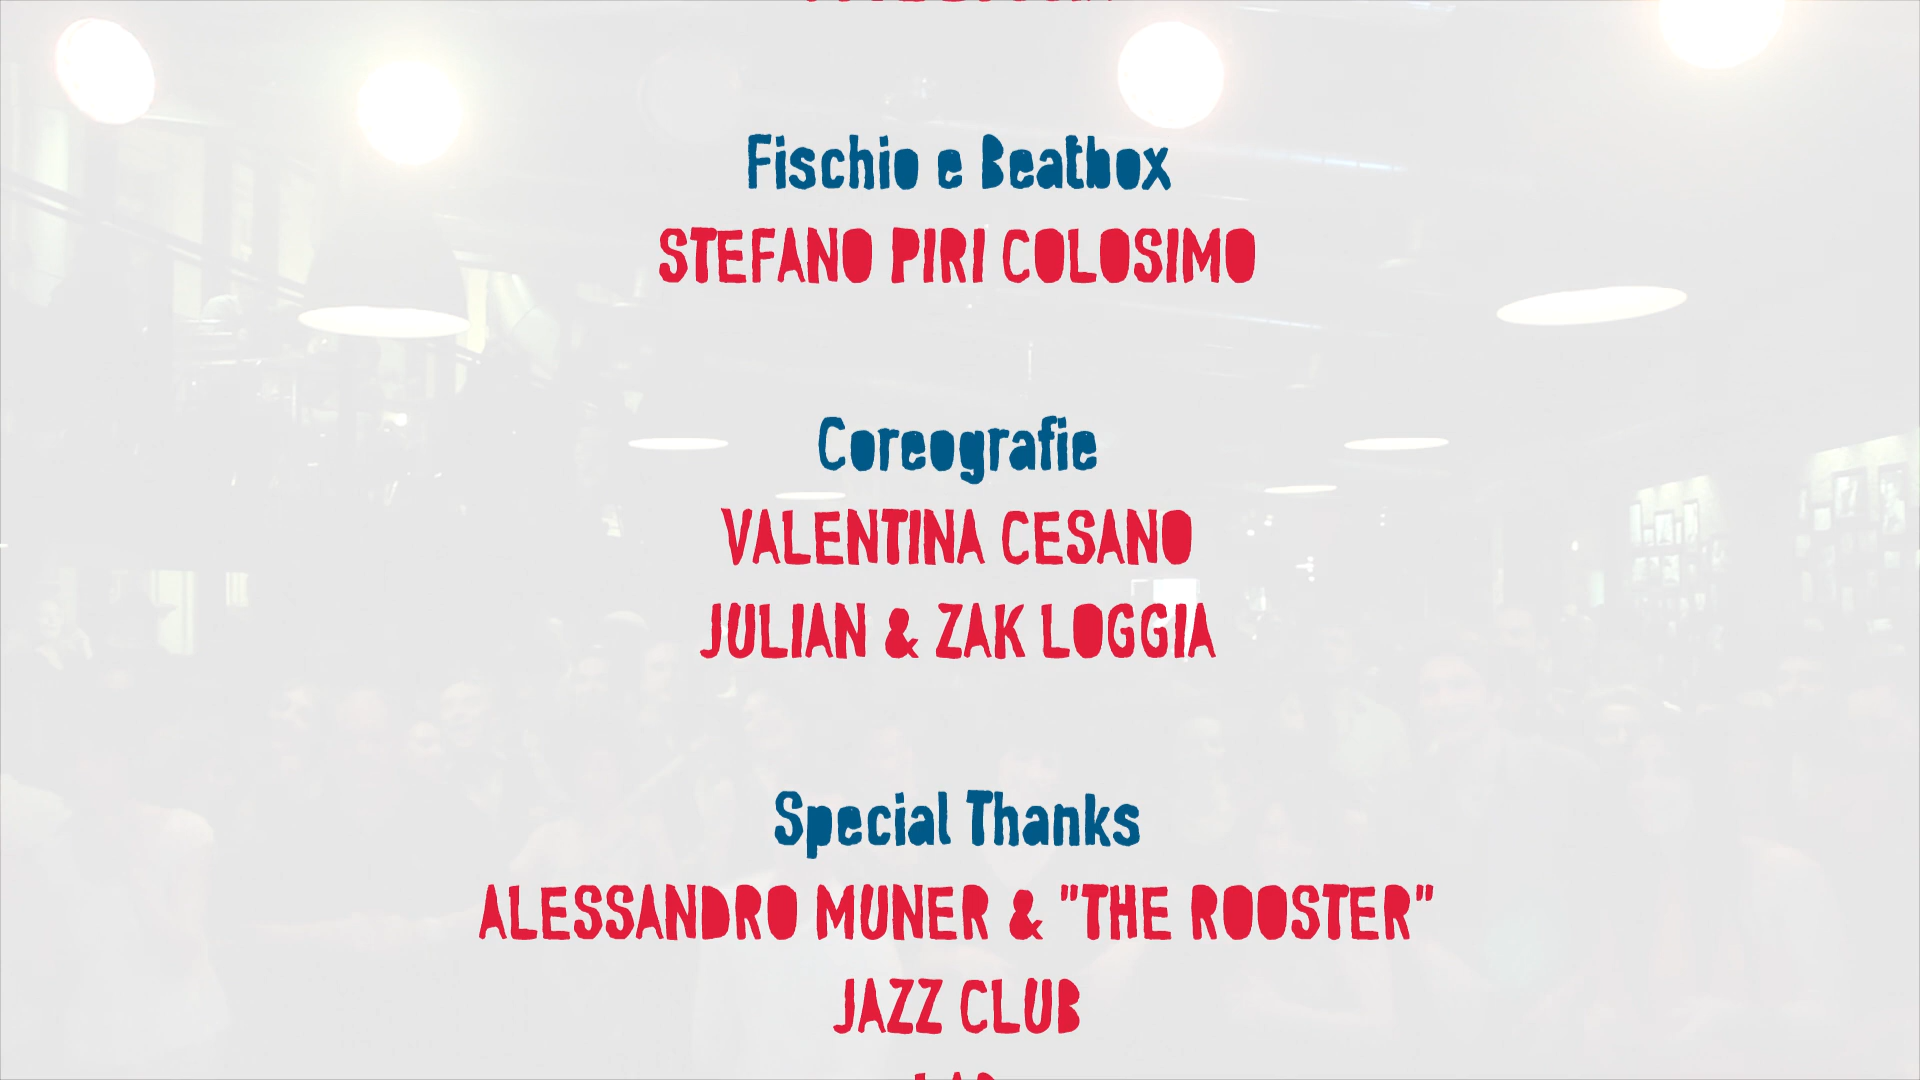 Fischio e Beatbox
STEFANO PIRI COLOSIMO
Coreografie
VALENTINA CESANO
JULIAN & ZAK LOGGIA
Special Thanks
ALESSANDRO MUNER & "THE ROOSTER"
JAZZ CLUB